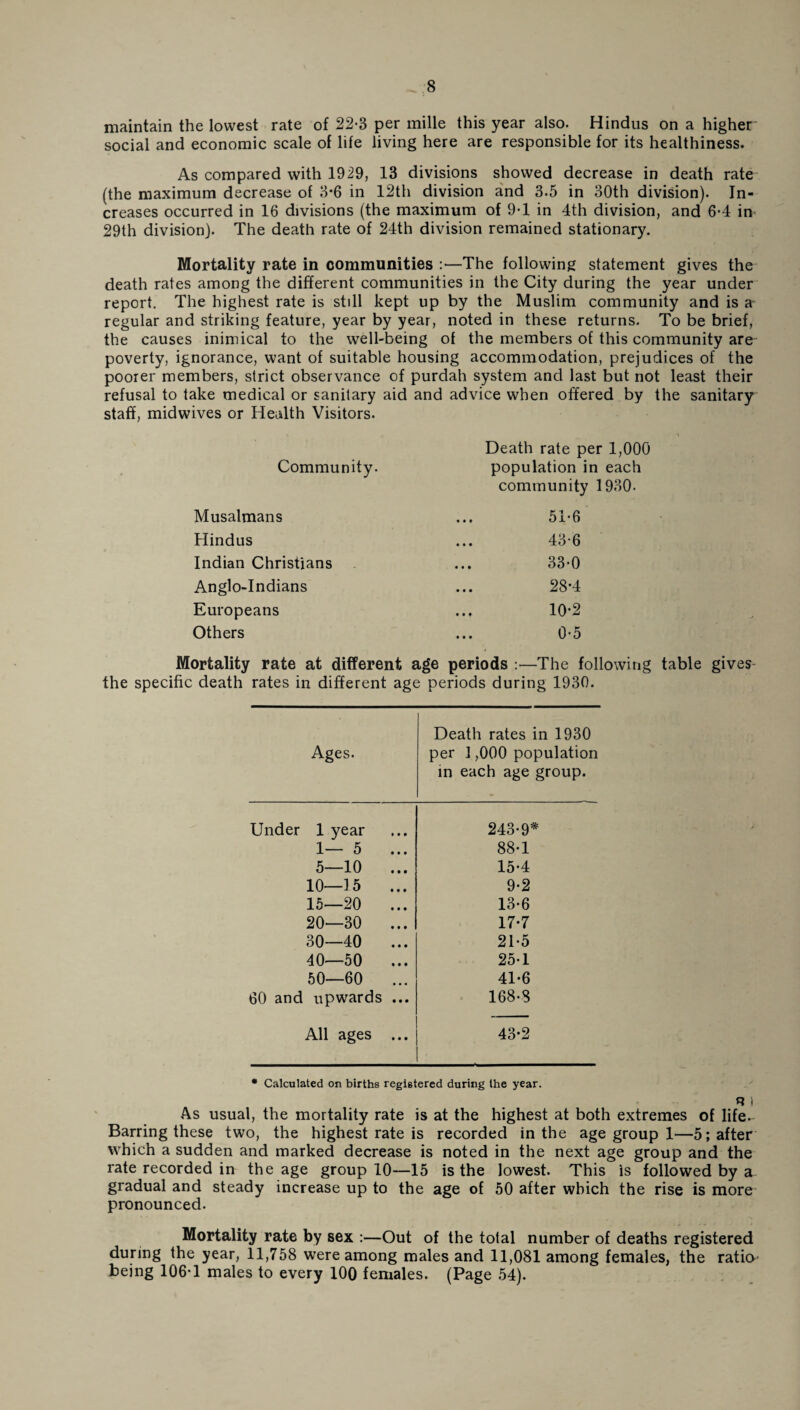 8
maintain the lowest rate of 22·3 per mille this year also. Hindus on a higher
social and economic scale of life living here are responsible for its healthiness.
As compared with 1929, 13 divisions showed decrease in death rate
(the maximum decrease of 3·6 in 12th division and 3.5 in 30th division). In-
creases occurred in 16 divisions (the maximum of 9·1 in 4th division, and 6·4 in
29th division). The death rate of 24th division remained stationary.
Mortality rate in communities :—The following statement gives the
death rates among the different communities in the City during the year under
report. The highest rate is still kept up by the Muslim community and is a
regular and striking feature, year by year, noted in these returns. To be brief,
the causes inimical to the well-being of the members of this community are
poverty, ignorance, want of suitable housing accommodation, prejudices of the
poorer members, strict observance of purdah system and last but not least their
refusal to take medical or sanitary aid and advice when offered by the sanitary
staff, midwives or Health Visitors.
Community. Death rate per 1,000
population in each
community 1930.
Musalmans ... 51·6
Hindus ... 43·6
Indian Christians ... 33·0
Anglo-Indians ... 28·4
Europeans ... 10·2
Others ... 0·5
Mortality rate at different age periods :—The following table gives
the specific death rates in different age periods during 1930.
Ages. Death rates in 1930
per 1,000 population
in each age group.
Under 1 year ... 243·9*
1— 5 ... 88·1
5—10 ... 15·4
10—15 ... 9·2
15—20 ... 13·6
20—30 ... 17·7
30—40 ... 21·5
40—50 ... 25·1
50—60 ... 41·6
60 and upwards ... 168·8
All ages ... 43·2
* Calculated on births registered during the year.
As usual, the mortality rate is at the highest at both extremes of life.
Barring these two, the highest rate is recorded in the age group 1—5; after
which a sudden and marked decrease is noted in the next age group and the
rate recorded in the age group 10—15 is the lowest. This is followed by a
gradual and steady increase up to the age of 50 after which the rise is more
pronounced.
Mortality rate by sex :—Out of the total number of deaths registered
during the year, 11,758 were among males and 11,081 among females, the ratio
being 106·1 males to every 100 females. (Page 54).